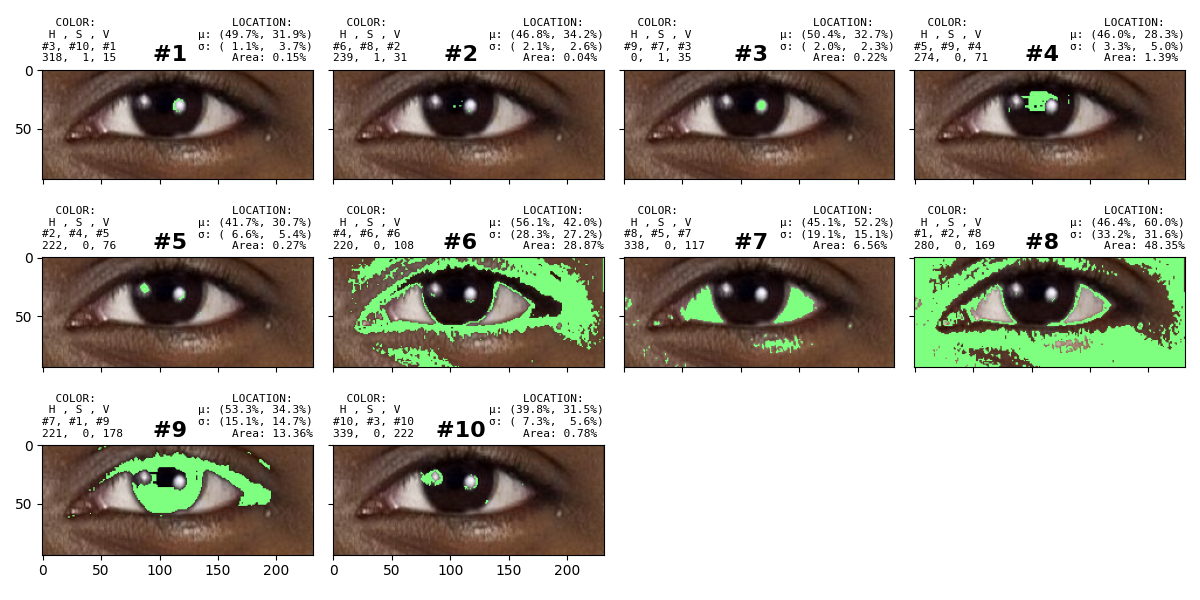 COLOR: LOCATION:
H , S , V μ: (49.7%, 31.9%)
#3, #10, #1 σ: ( 1.1%, 3.7%)
318, 1, 15 #1 Area: 0.15%
COLOR: LOCATION:
H , S , V μ: (46.8%, 34.2%)
#6, #8, #2 σ: ( 2.1%, 2.6%)
239, 1, 31 #2 Area: 0.04%
COLOR: LOCATION:
H , S , V μ: (50.4%, 32.7%)
#9, #7, #3 σ: ( 2.0%, 2.3%)
0, 1, 35 #3 Area: 0.22%
COLOR: LOCATION:
H , S , V μ: (46.0%, 28.3%)
#5, #9, #4 σ: ( 3.3%, 5.0%)
274, 0, 71 #4 Area: 1.39%
0
50
COLOR: LOCATION:
H , S , V μ: (41.7%, 30.7%)
#2, #4, #5 σ: ( 6.6%, 5.4%)
222, 0, 76 #5 Area: 0.27%
COLOR: LOCATION:
H , S , V μ: (56.1%, 42.0%)
#4, #6, #6 σ: (28.3%, 27.2%)
220, 0, 108 #6 Area: 28.87%
COLOR: LOCATION:
H , S , V μ: (45.1%, 52.2%)
#8, #5, #7 σ: (19.1%, 15.1%)
338, 0, 117 #7 Area: 6.56%
COLOR: LOCATION:
H , S , V μ: (46.4%, 60.0%)
#1, #2, #8 σ: (33.2%, 31.6%)
280, 0, 169 #8 Area: 48.35%
0
50
COLOR: LOCATION:
H , S , V μ: (53.3%, 34.3%)
#7, #1, #9 σ: (15.1%, 14.7%)
221, 0, 178 #9 Area: 13.36%
COLOR: LOCATION:
H , S , V μ: (39.8%, 31.5%)
#10, #3, #10 σ: ( 7.3%, 5.6%)
339, 0, 222 #10 Area: 0.78%
0
50
0 50 100 150 200
0 50 100 150 200